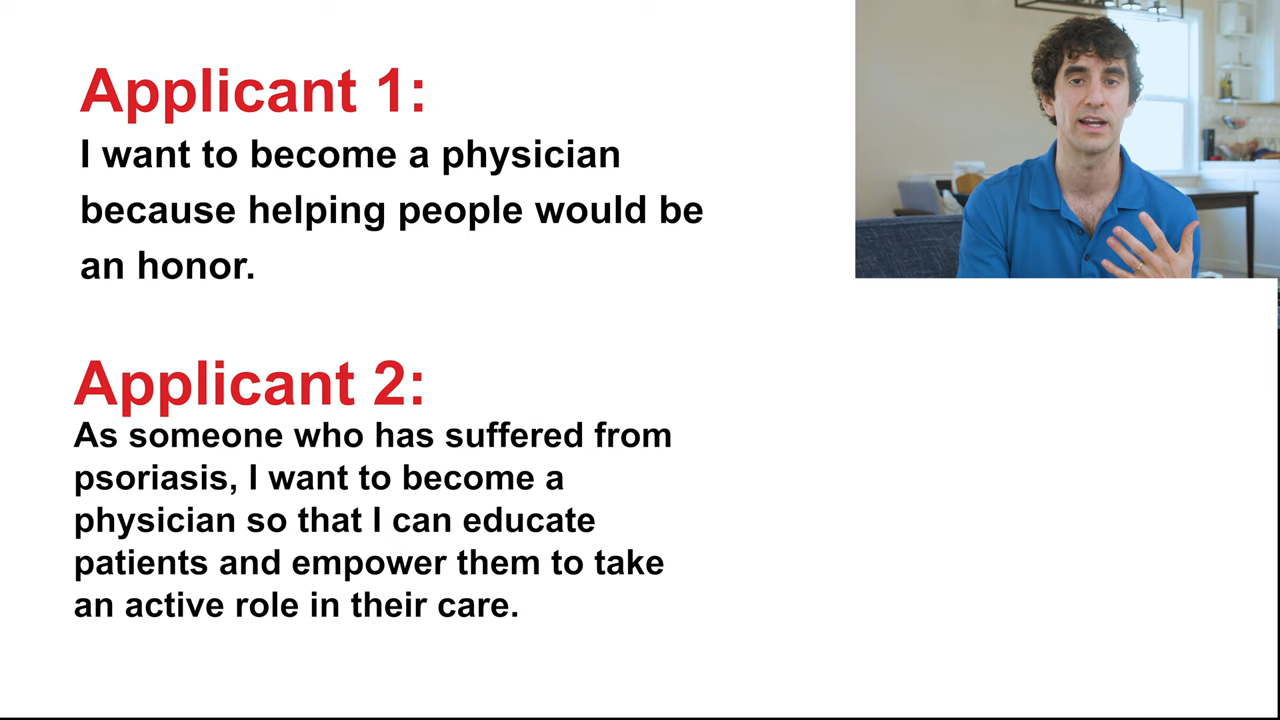 Applicant 1:
I want to become a physician
because helping people would be
an honor.
Applicant 2:
As someone who has suffered from
psoriasis, I want to become a
physician so that I can educate
patients and empower them to take
an active role in their care.